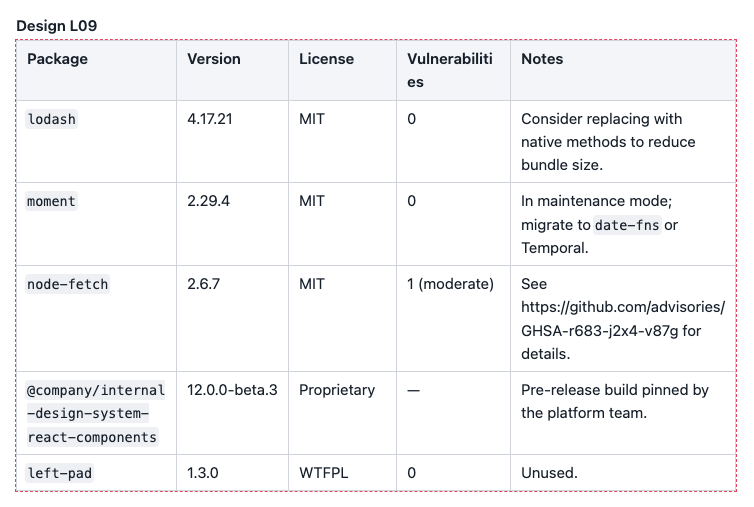 Design L09
Package Version License Vulnerabiliti
es Notes
lodash 4.17.21 MIT 0 Consider replacing with
native methods to reduce
bundle size.
moment 2.29.4 MIT 0 In maintenance mode;
migrate to date-fns or
Temporal.
node-fetch 2.6.7 MIT 1 (moderate) See
https://github.com/advisories/
GHSA-r683-j2x4-v87g for
details.
@company/internal
-design-system-
react-components 12.0.0-beta.3 Proprietary — Pre-release build pinned by
the platform team.
left-pad 1.3.0 WTFPL 0 Unused.